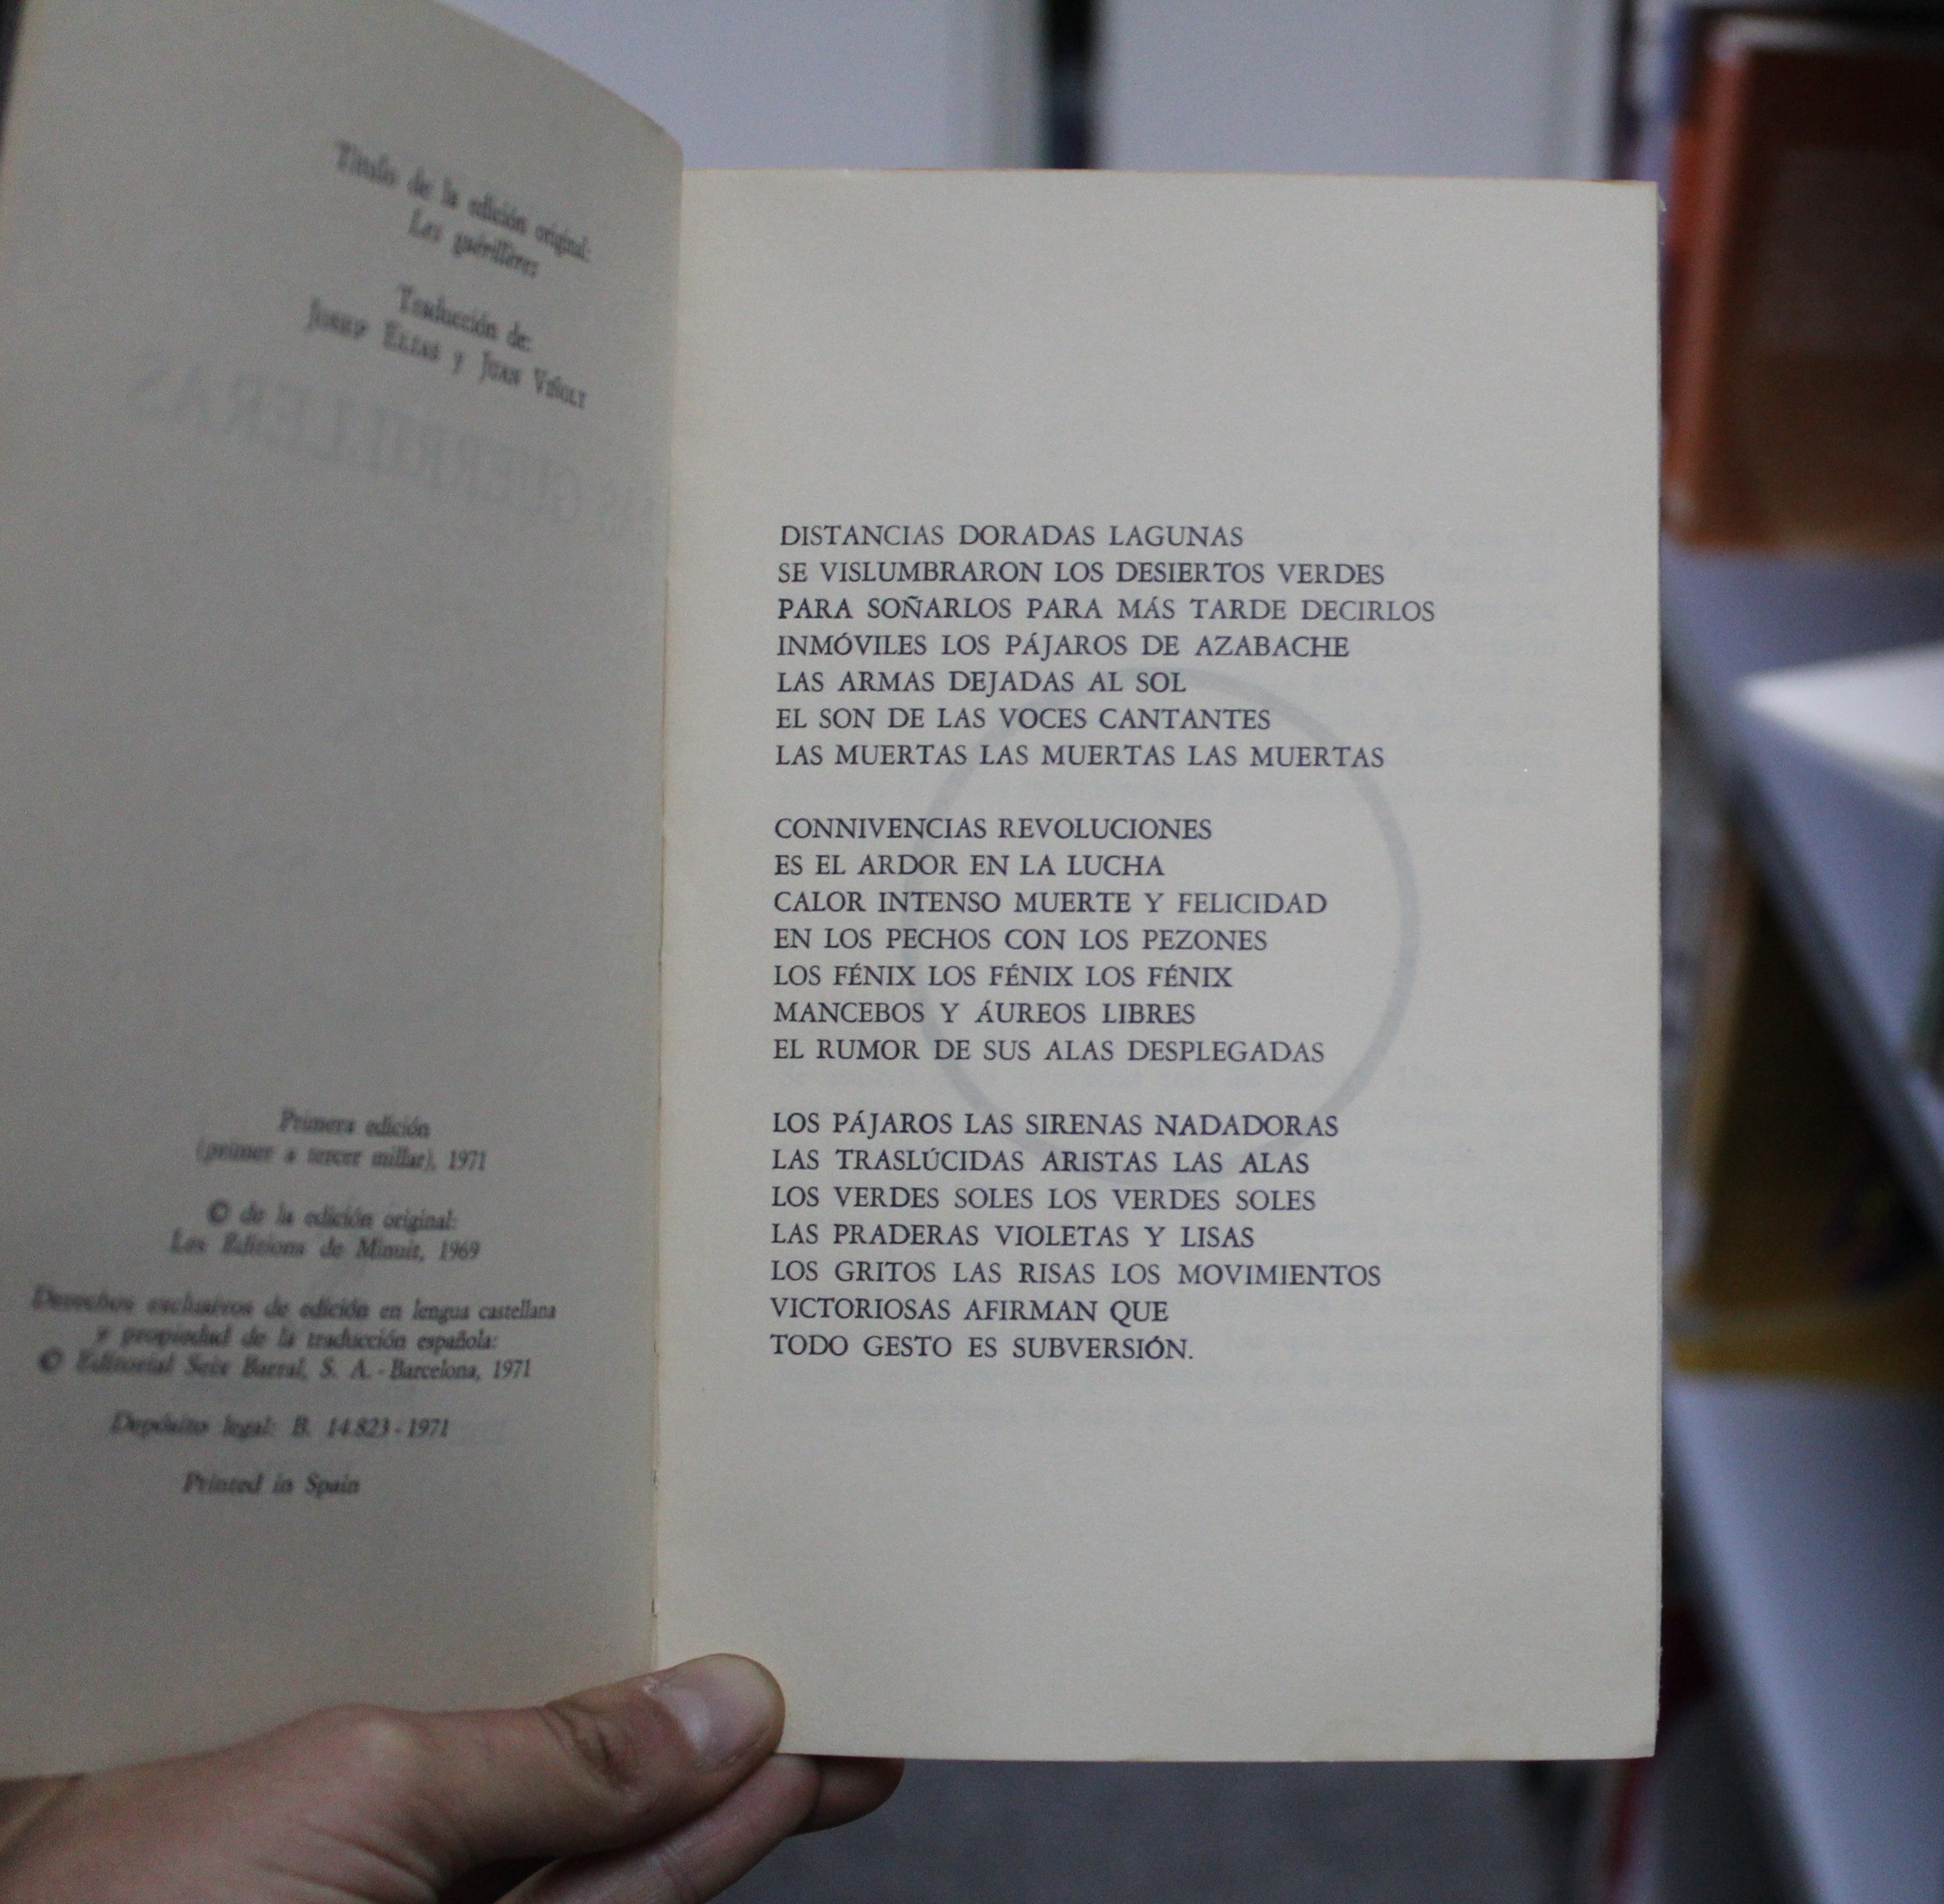 Título de la edición original:
Les guérillères
Traducción de:
JOSEP ELIAS y JUAN VIÑOLY
LAS GUERRILLERAS
Primera edición
(primer a tercer millar), 1971
© de la edición original:
Les Éditions de Minuit, 1969
Derechos exclusivos de edición en lengua castellana
y propiedad de la traducción española:
© Editorial Seix Barral, S. A. - Barcelona, 1971
Depósito legal: B. 14.823 - 1971
Printed in Spain
DISTANCIAS DORADAS LAGUNAS
SE VISLUMBRARON LOS DESIERTOS VERDES
PARA SOÑARLOS PARA MÁS TARDE DECIRLOS
INMÓVILES LOS PÁJAROS DE AZABACHE
LAS ARMAS DEJADAS AL SOL
EL SON DE LAS VOCES CANTANTES
LAS MUERTAS LAS MUERTAS LAS MUERTAS
CONNIVENCIAS REVOLUCIONES
ES EL ARDOR EN LA LUCHA
CALOR INTENSO MUERTE Y FELICIDAD
EN LOS PECHOS CON LOS PEZONES
LOS FÉNIX LOS FÉNIX LOS FÉNIX
MANCEBOS Y ÁUREOS LIBRES
EL RUMOR DE SUS ALAS DESPLEGADAS
LOS PÁJAROS LAS SIRENAS NADADORAS
LAS TRASLÚCIDAS ARISTAS LAS ALAS
LOS VERDES SOLES LOS VERDES SOLES
LAS PRADERAS VIOLETAS Y LISAS
LOS GRITOS LAS RISAS LOS MOVIMIENTOS
VICTORIOSAS AFIRMAN QUE
TODO GESTO ES SUBVERSIÓN.